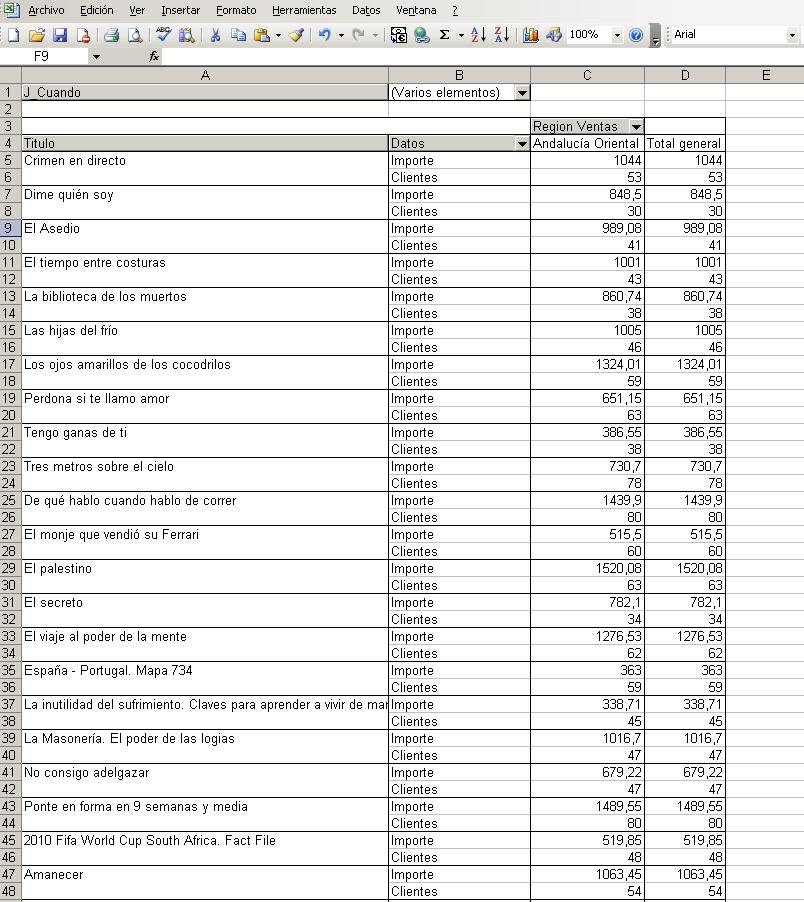 Archivo Edición Ver Insertar Formato Herramientas Datos Ventana ?
Σ 100% Arial
F9 fx
A B C D E
1 J_Cuando (Varios elementos)
2
3 Region Ventas
4 Titulo Datos Andalucía Oriental Total general
5 Crimen en directo Importe 1044 1044
6 Clientes 53 53
7 Dime quién soy Importe 848,5 848,5
8 Clientes 30 30
9 El Asedio Importe 989,08 989,08
10 Clientes 41 41
11 El tiempo entre costuras Importe 1001 1001
12 Clientes 43 43
13 La biblioteca de los muertos Importe 860,74 860,74
14 Clientes 38 38
15 Las hijas del frío Importe 1005 1005
16 Clientes 46 46
17 Los ojos amarillos de los cocodrilos Importe 1324,01 1324,01
18 Clientes 59 59
19 Perdona si te llamo amor Importe 651,15 651,15
20 Clientes 63 63
21 Tengo ganas de ti Importe 386,55 386,55
22 Clientes 38 38
23 Tres metros sobre el cielo Importe 730,7 730,7
24 Clientes 78 78
25 De qué hablo cuando hablo de correr Importe 1439,9 1439,9
26 Clientes 80 80
27 El monje que vendió su Ferrari Importe 515,5 515,5
28 Clientes 60 60
29 El palestino Importe 1520,08 1520,08
30 Clientes 63 63
31 El secreto Importe 782,1 782,1
32 Clientes 34 34
33 El viaje al poder de la mente Importe 1276,53 1276,53
34 Clientes 62 62
35 España - Portugal. Mapa 734 Importe 363 363
36 Clientes 59 59
37 La inutilidad del sufrimiento. Claves para aprender a vivir de mar Importe 338,71 338,71
38 Clientes 45 45
39 La Masonería. El poder de las logias Importe 1016,7 1016,7
40 Clientes 47 47
41 No consigo adelgazar Importe 679,22 679,22
42 Clientes 47 47
43 Ponte en forma en 9 semanas y media Importe 1489,55 1489,55
44 Clientes 80 80
45 2010 Fifa World Cup South Africa. Fact File Importe 519,85 519,85
46 Clientes 48 48
47 Amanecer Importe 1063,45 1063,45
48 Clientes 54 54